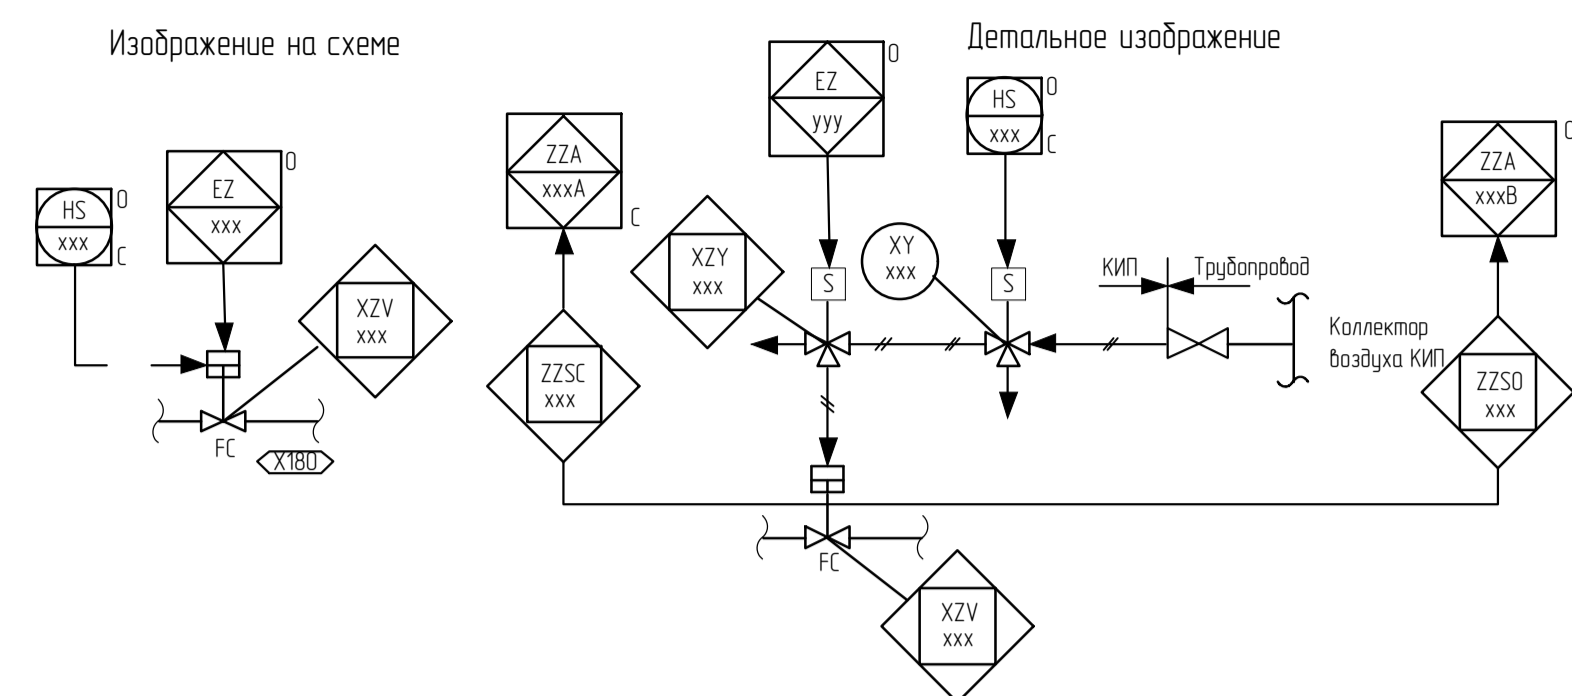 Изображение на схеме
HS
xxx
O
C
EZ
xxx
O
XZV
xxx
FC
X180
Детальное изображение
ZZA
xxxA
C
EZ
yyy
O
HS
xxx
O
C
ZZA
xxxB
O
XZY
xxx
S
XY
xxx
S
КИП
Трубопровод
Коллектор
воздуха КИП
ZZSC
xxx
ZZSO
xxx
FC
XZV
xxx